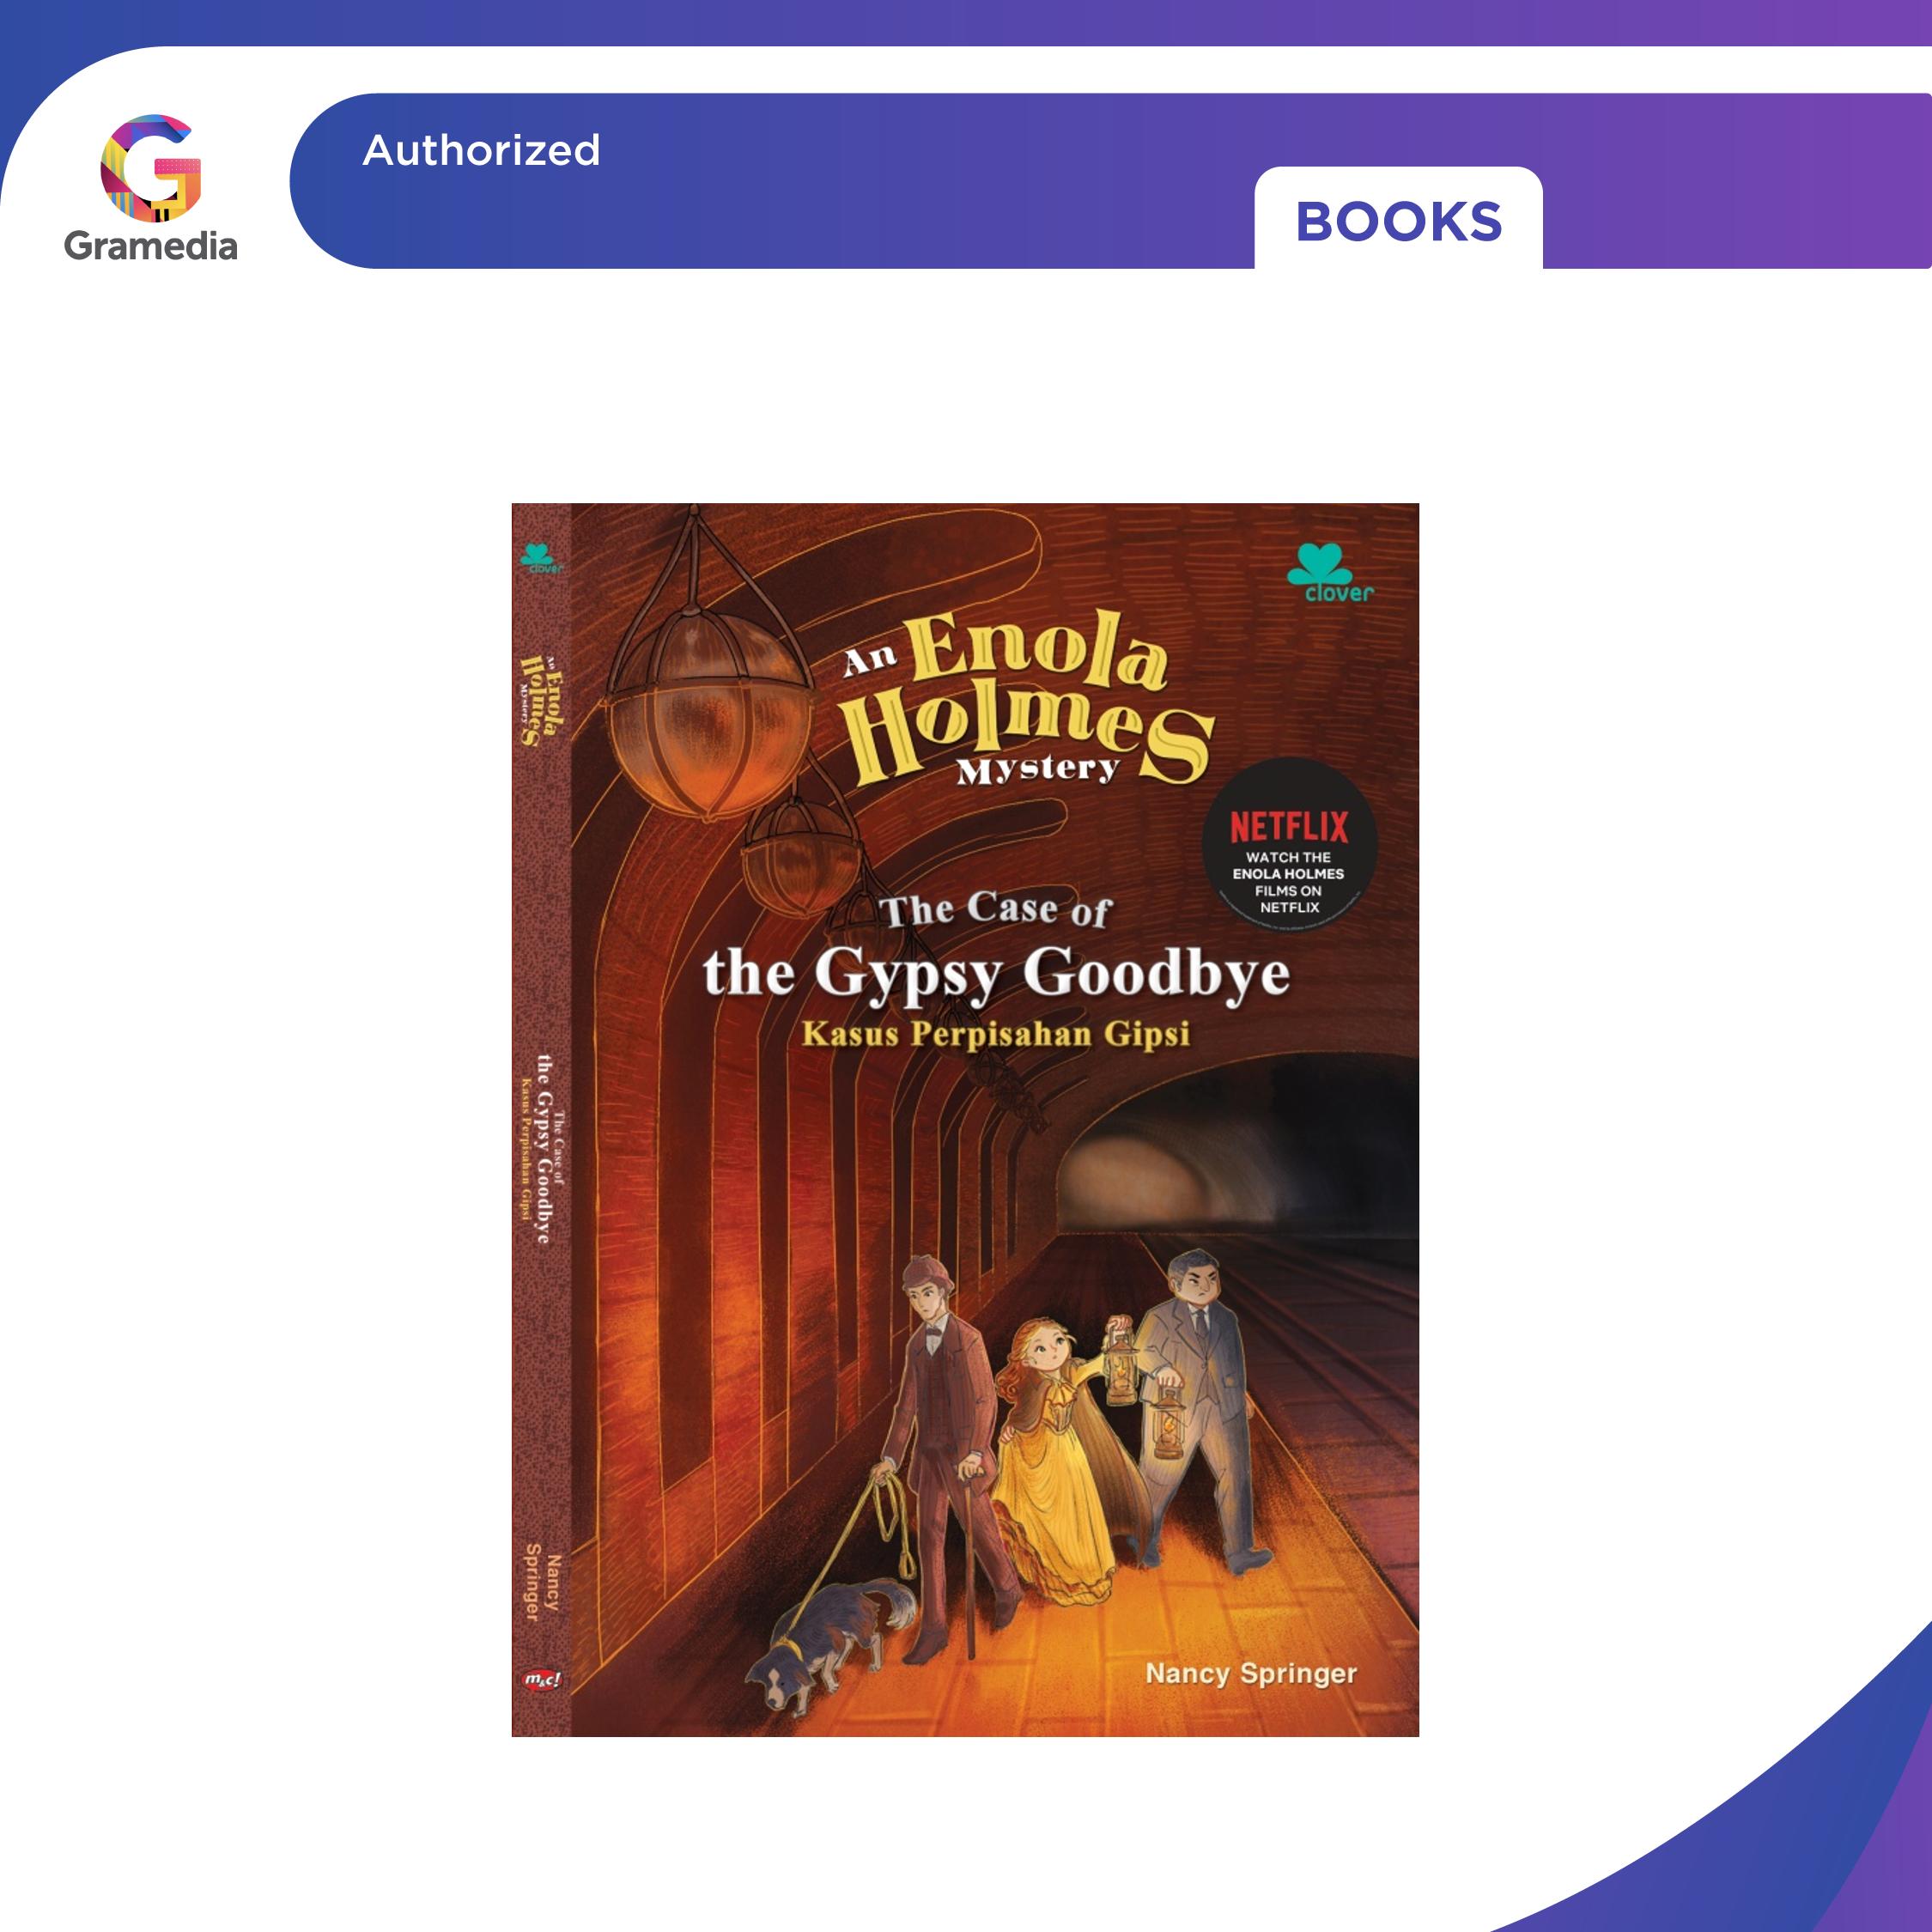 Gramedia
Authorized
BOOKS
clover
An Enola
Holmes
Mystery
NETFLIX
WATCH THE
ENOLA HOLMES
FILMS ON
NETFLIX
The Case of
the Gypsy Goodbye
Kasus Perpisahan Gipsi
Nancy Springer
clover
An Enola
Holmes
Mystery
The Case of
the Gypsy Goodbye
Kasus Perpisahan Gipsi
Nancy
Springer
m&c!